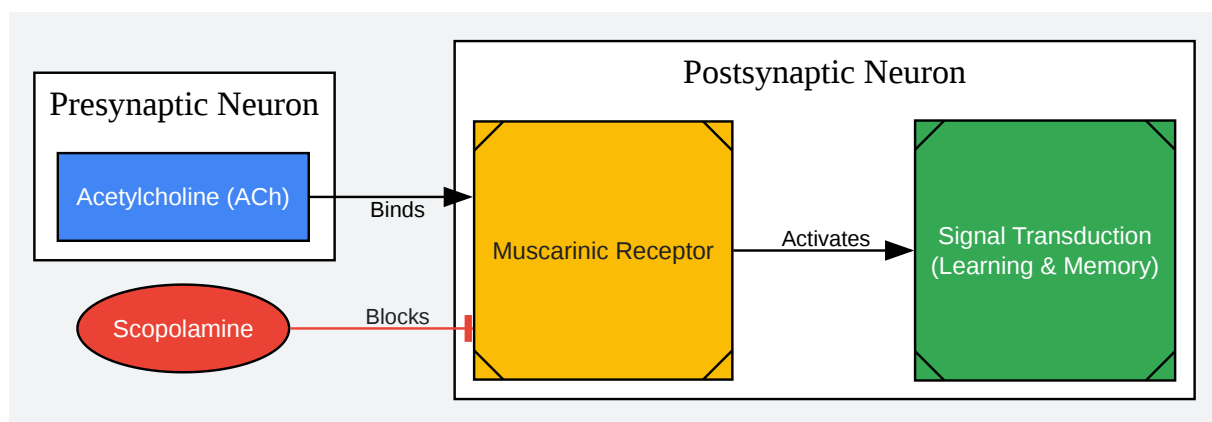 Presynaptic Neuron
Acetylcholine (ACh)
Binds
Scopolamine
Blocks
Postsynaptic Neuron
Muscarinic Receptor
Activates
Signal Transduction
(Learning & Memory)